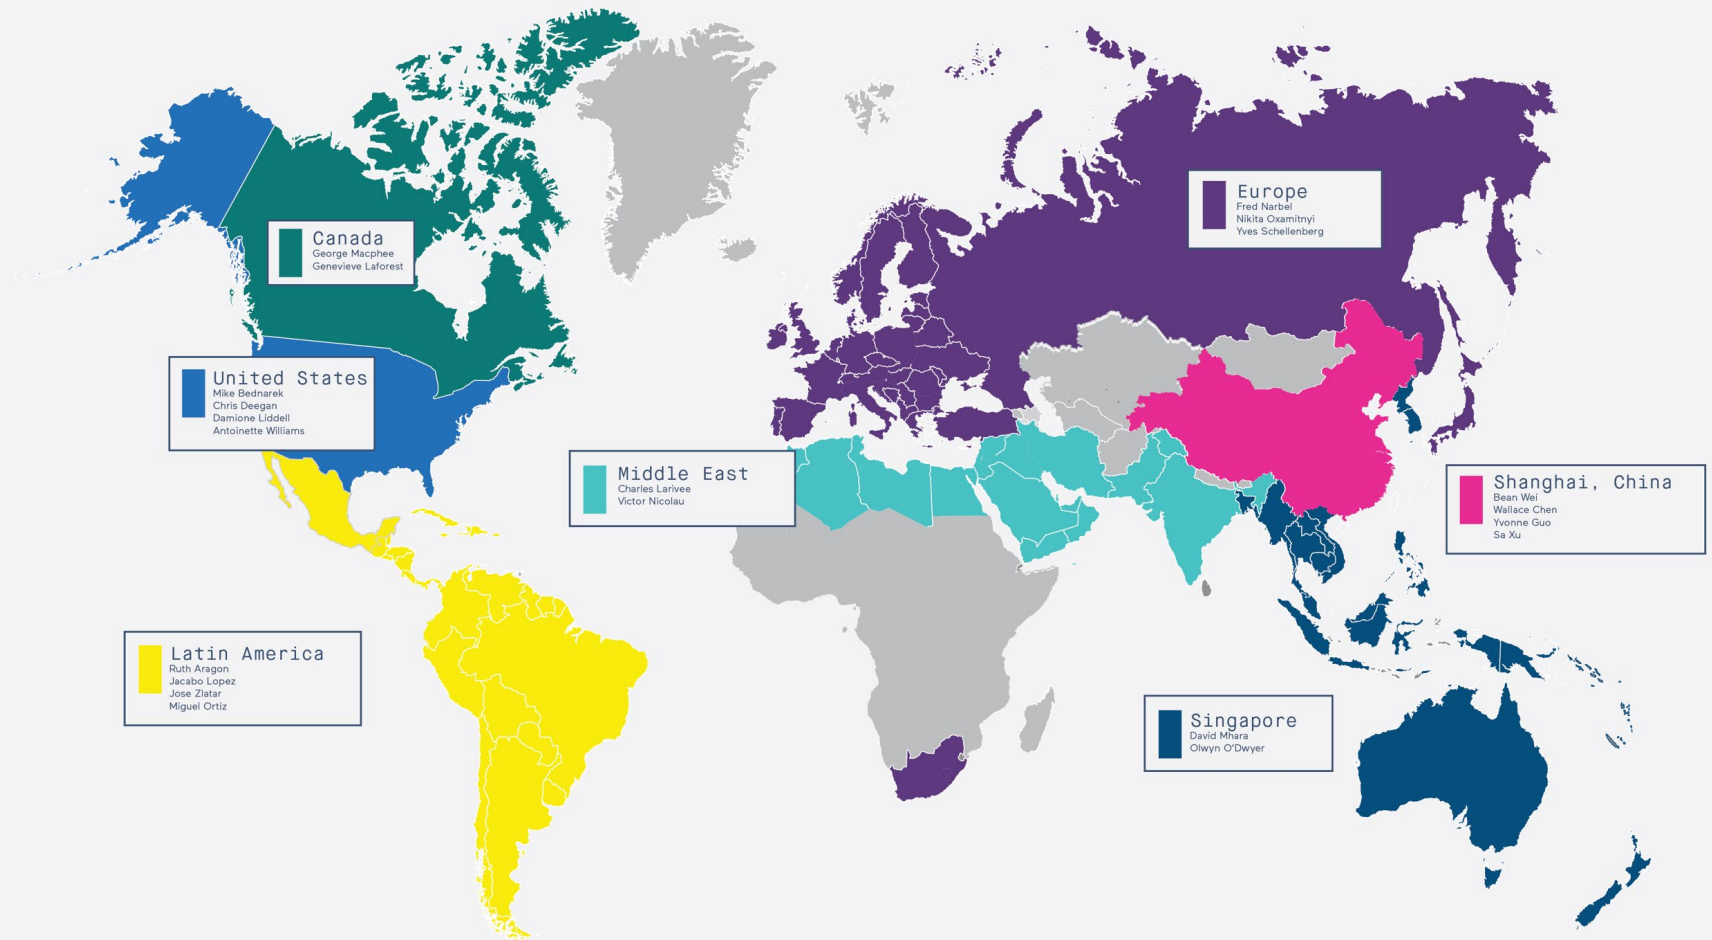 Canada
George Macphee
Genevieve Laforest
United States
Mike Bednarek
Chris Deegan
Damione Liddell
Antoinette Williams
Latin America
Ruth Aragon
Jacabo Lopez
Jose Zlatar
Miguel Ortiz
Middle East
Charles Larivee
Victor Nicolau
Europe
Fred Narbel
Nikita Oxamitnyi
Yves Schellenberg
Shanghai, China
Bean Wei
Wallace Chen
Yvonne Guo
Sa Xu
Singapore
David Mhara
Olwyn O'Dwyer